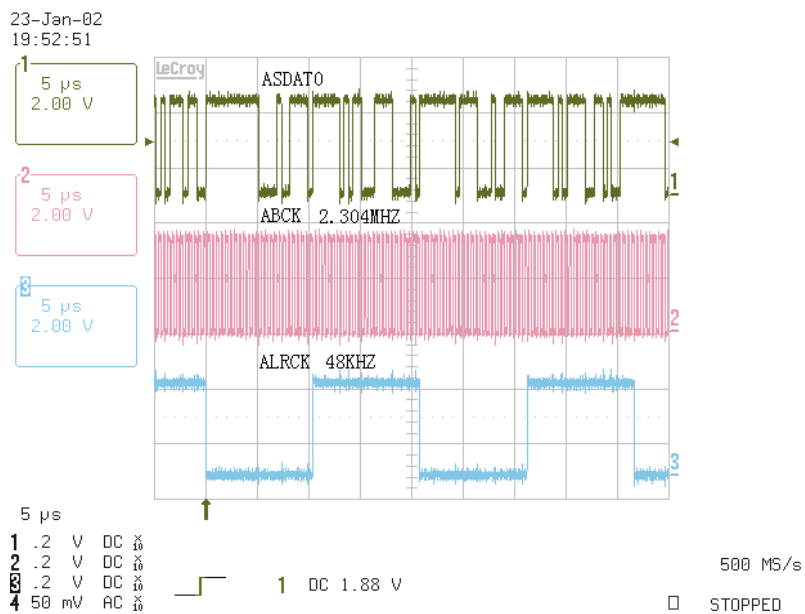 23-Jan-02
19:52:51
1
5 µs
2.00 V
2
5 µs
2.00 V
3
5 µs
2.00 V
LeCroy
ASDAT0
1
ABCK 2.304MHZ
2
ALRCK 48KHZ
3
5 µs
1 .2 V DC X10
2 .2 V DC X10
3 .2 V DC X10
4 50 mV AC X10
1 DC 1.88 V
500 MS/s
STOPPED